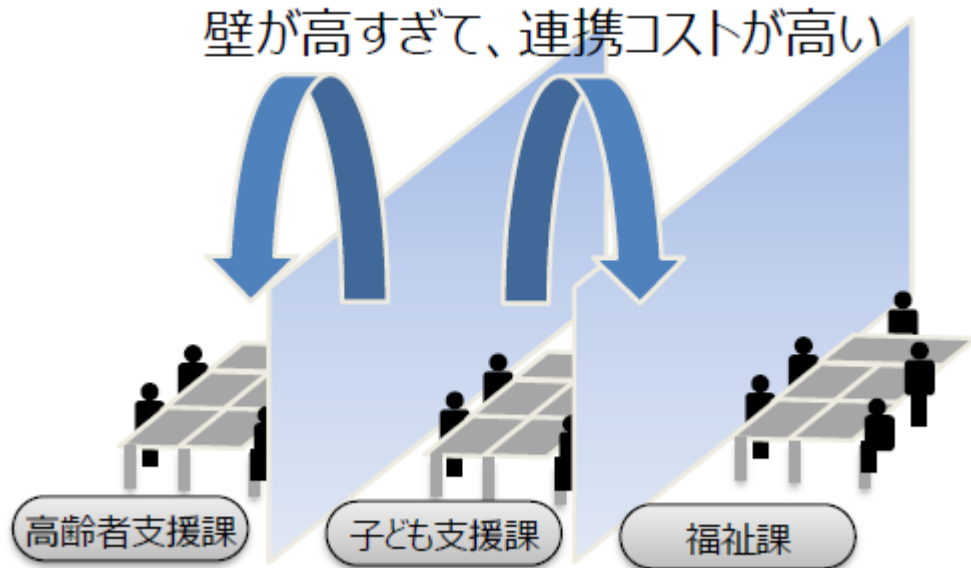 壁が高すぎて、連携コストが高い
高齢者支援課
子ども支援課
福祉課